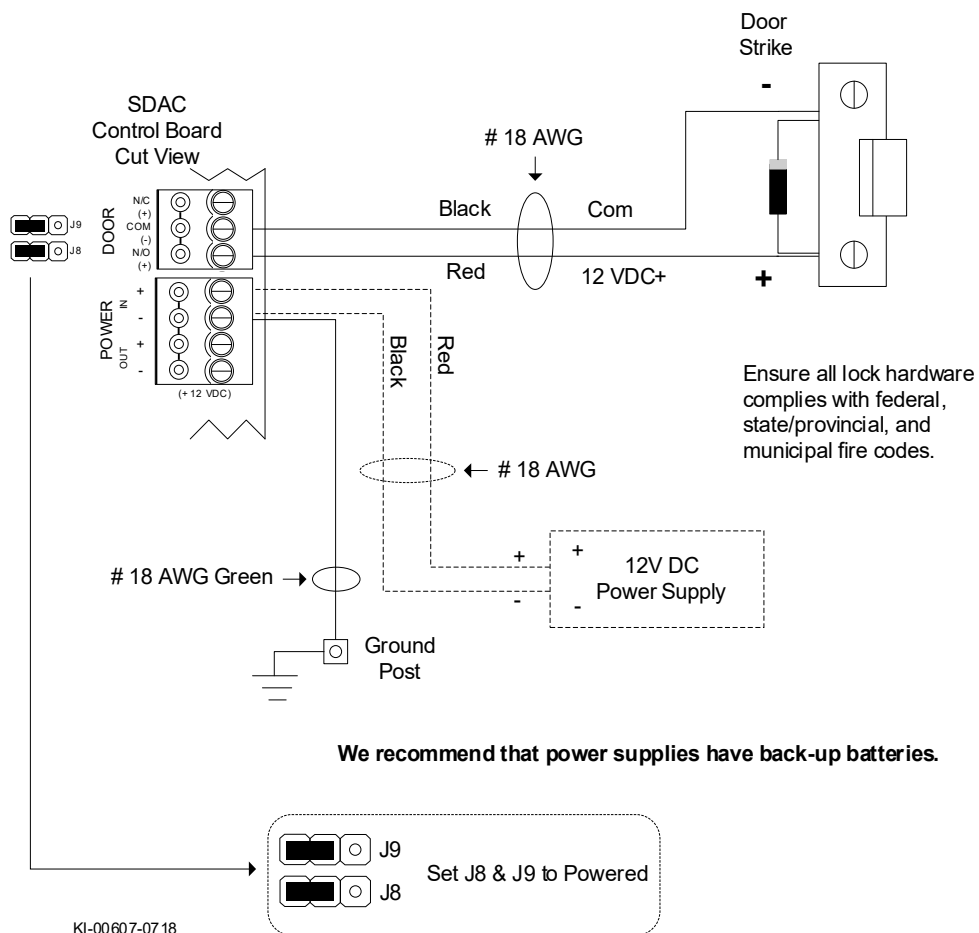 Door
Strike
-
SDAC
Control Board
Cut View
# 18 AWG
N/C
(+)
COM
(-)
N/O
(+)
DOOR
J9
J8
Black
Com
Red
12 VDC+
+
POWER
IN
OUT
+
-
+
-
(+ 12 VDC)
Black
Red
Ensure all lock hardware
complies with federal,
state/provincial, and
municipal fire codes.
# 18 AWG
+
-
+
-
12V DC
Power Supply
# 18 AWG Green
Ground
Post
We recommend that power supplies have back-up batteries.
J9
J8
Set J8 & J9 to Powered
KI-00607-0718